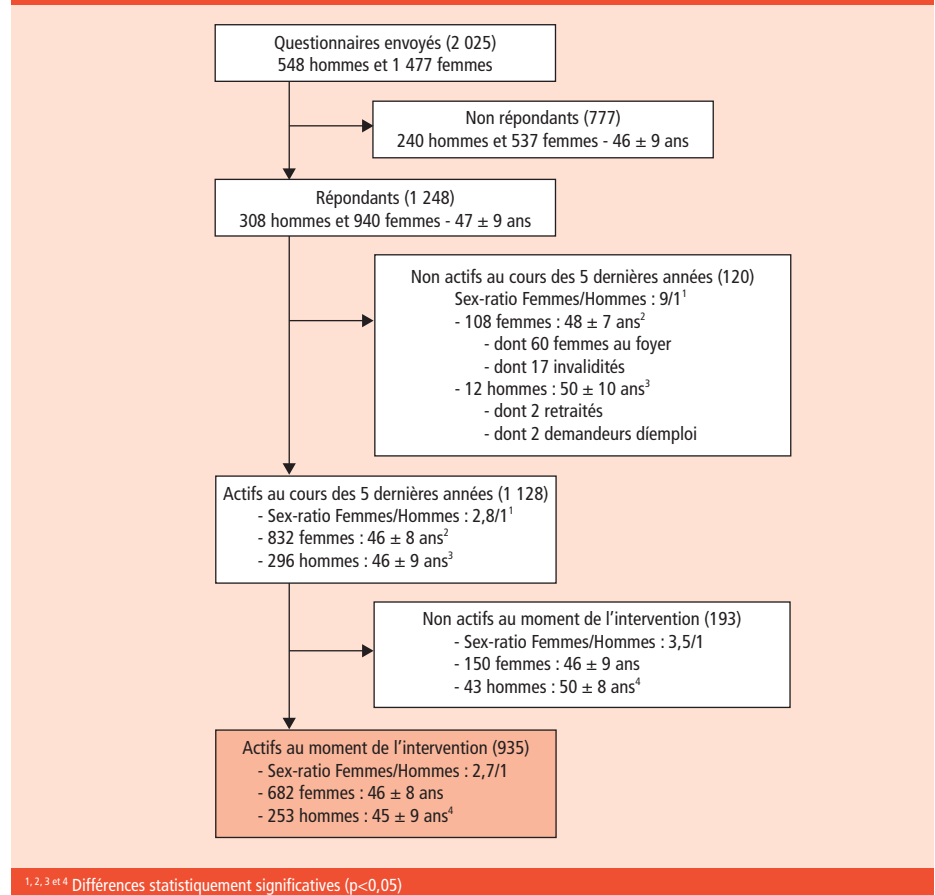 Questionnaires envoyés (2 025)
548 hommes et 1 477 femmes
Non répondants (777)
240 hommes et 537 femmes - 46 ± 9 ans
Répondants (1 248)
308 hommes et 940 femmes - 47 ± 9 ans
Non actifs au cours des 5 dernières années (120)
Sex-ratio Femmes/Hommes : 9/1¹
- 108 femmes : 48 ± 7 ans²
- dont 60 femmes au foyer
- dont 17 invalidités
- 12 hommes : 50 ± 10 ans³
- dont 2 retraités
- dont 2 demandeurs díemploi
Actifs au cours des 5 dernières années (1 128)
- Sex-ratio Femmes/Hommes : 2,8/1¹
- 832 femmes : 46 ± 8 ans²
- 296 hommes : 46 ± 9 ans³
Non actifs au moment de l'intervention (193)
- Sex-ratio Femmes/Hommes : 3,5/1
- 150 femmes : 46 ± 9 ans
- 43 hommes : 50 ± 8 ans⁴
Actifs au moment de l'intervention (935)
- Sex-ratio Femmes/Hommes : 2,7/1
- 682 femmes : 46 ± 8 ans
- 253 hommes : 45 ± 9 ans⁴
¹, ², ³ et ⁴ Différences statistiquement significatives (p<0,05)